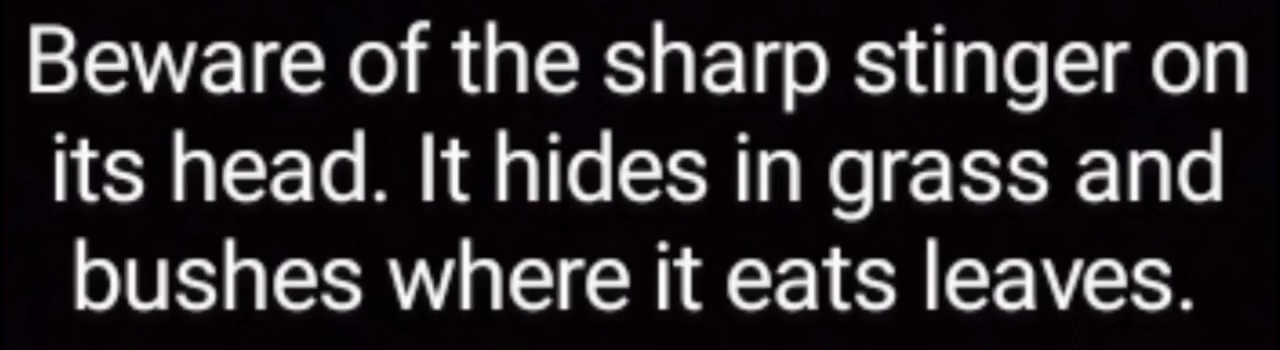 Beware of the sharp stinger on
its head. It hides in grass and
bushes where it eats leaves.